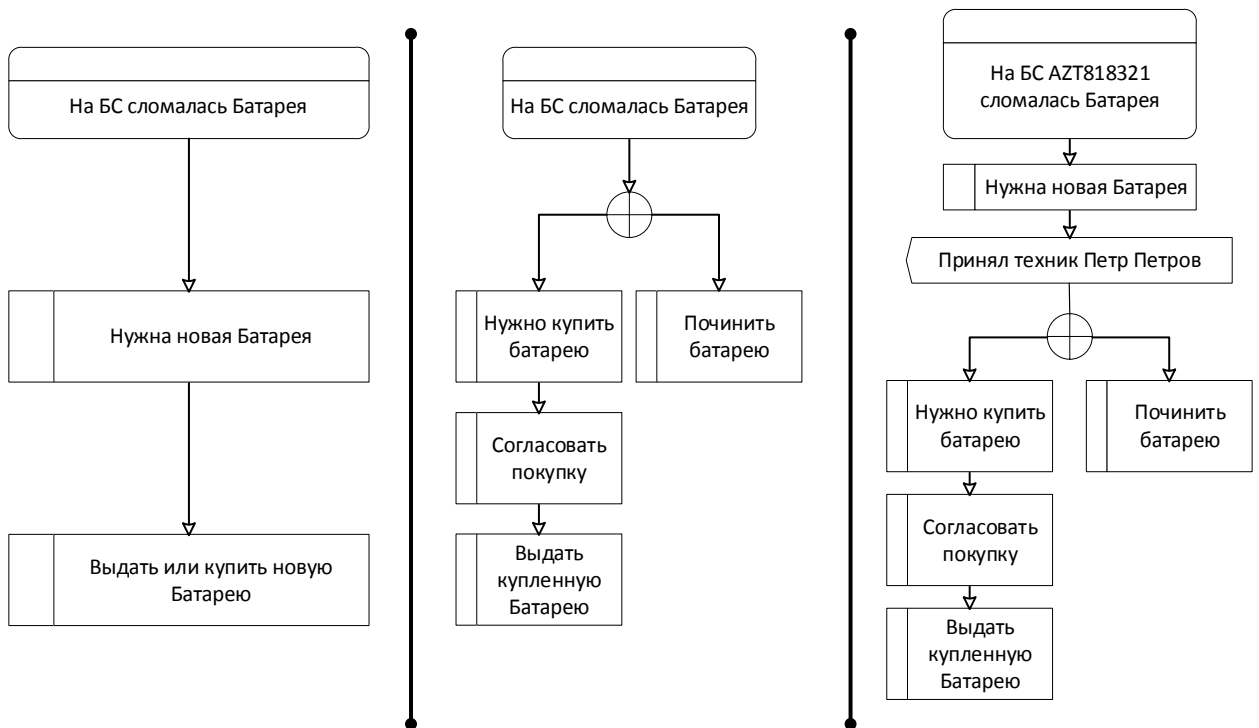 На БС сломалась Батарея
Нужна новая Батарея
Выдать или купить новую
Батарею
На БС сломалась Батарея
Нужно купить
батарею
Починить
батарею
Согласовать
покупку
Выдать
купленную
Батарею
На БС AZT818321
сломалась Батарея
Нужна новая Батарея
Принял техник Петр Петров
Нужно купить
батарею
Починить
батарею
Согласовать
покупку
Выдать
купленную
Батарею